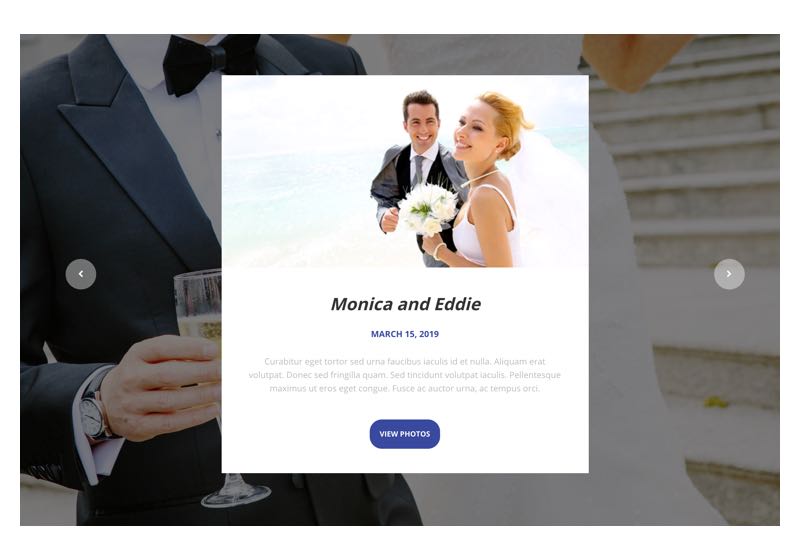 Monica and Eddie
MARCH 15, 2019
Curabitur eget tortor sed urna faucibus iaculis id et nulla. Aliquam erat
volutpat. Donec sed fringilla quam. Sed tincidunt volutpat iaculis. Pellentesque
maximus ut eros eget congue. Fusce ac auctor urna, ac tempus orci.
VIEW PHOTOS